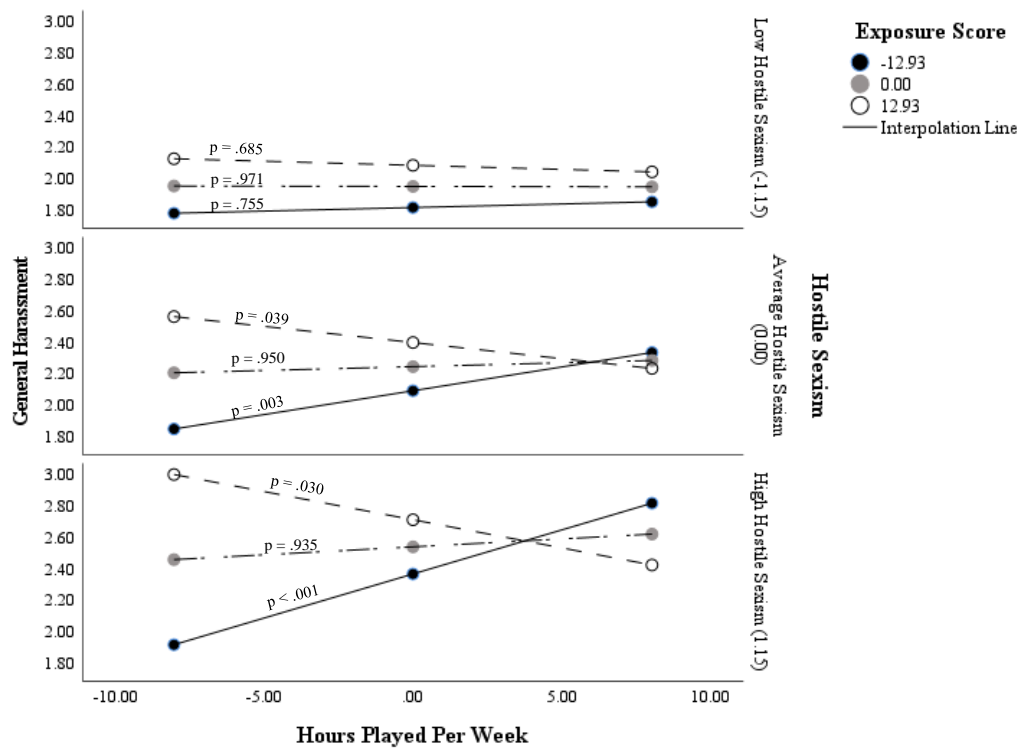 3.00
2.80
2.60
2.40
2.20
2.00
1.80
p = .685
p = .971
p = .755
Low Hostile Sexism (-1.15)
3.00
2.80
2.60
2.40
2.20
2.00
1.80
p = .039
p = .950
p = .003
Average Hostile Sexism
(0.00)
3.00
2.80
2.60
2.40
2.20
2.00
1.80
p = .030
p = .935
p < .001
High Hostile Sexism (1.15)
General Harassment
Hostile Sexism
-10.00
-5.00
.00
5.00
10.00
Hours Played Per Week
Exposure Score
-12.93
0.00
12.93
Interpolation Line